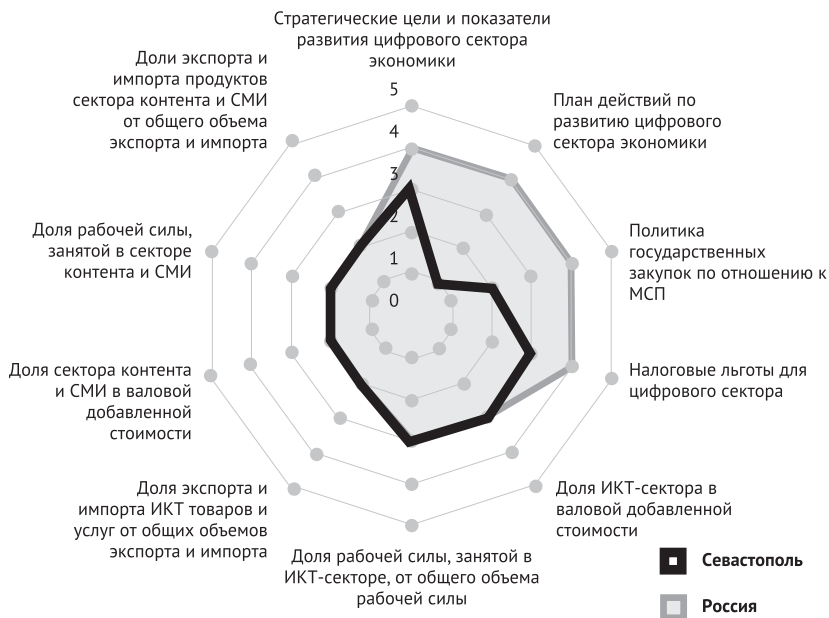 Стратегические цели и показатели
развития цифрового сектора
экономики
План действий по
развитию цифрового
сектора экономики
Политика
государственных
закупок по отношению к
МСП
Налоговые льготы для
цифрового сектора
Доля ИКТ-сектора в
валовой добавленной
стоимости
Доля рабочей силы, занятой в
ИКТ-секторе, от общего объема
рабочей силы
Доля экспорта и
импорта ИКТ товаров и
услуг от общих объемов
экспорта и импорта
Доля сектора контента
и СМИ в валовой
добавленной
стоимости
Доля рабочей силы,
занятой в секторе
контента и СМИ
Доли экспорта и
импорта продуктов
сектора контента и СМИ
от общего объема
экспорта и импорта
5
4
3
2
1
0
Севастополь
Россия